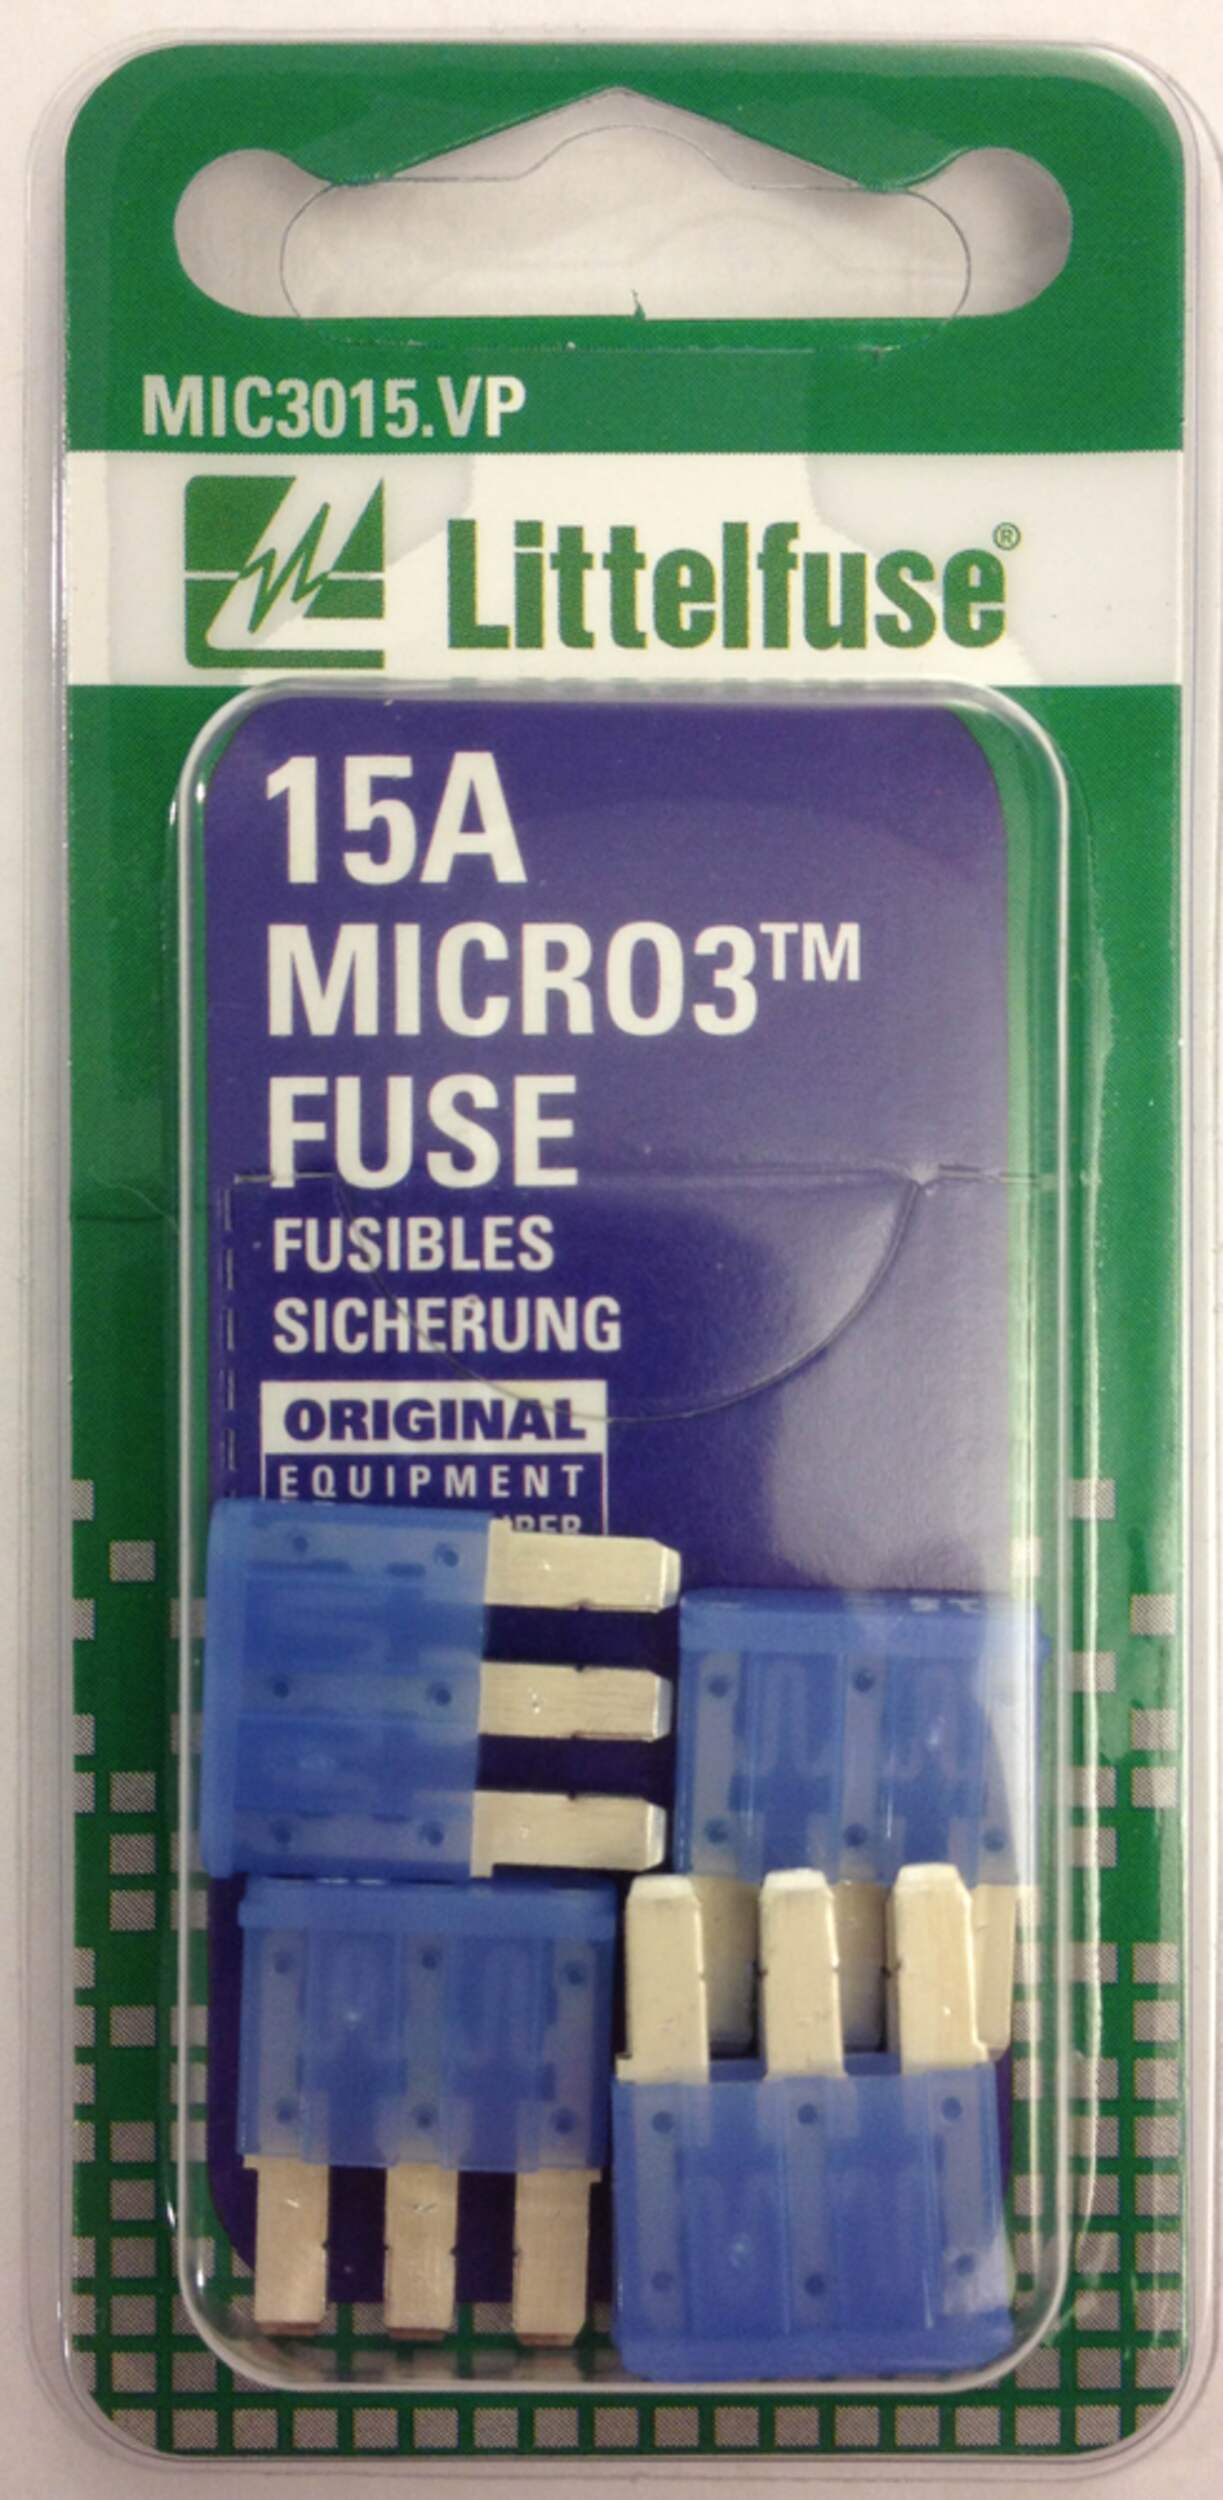 MIC3015.VP
Littelfuse®
15A
MICRO3™
FUSE
FUSIBLES
SICHERUNG
ORIGINAL
EQUIPMENT